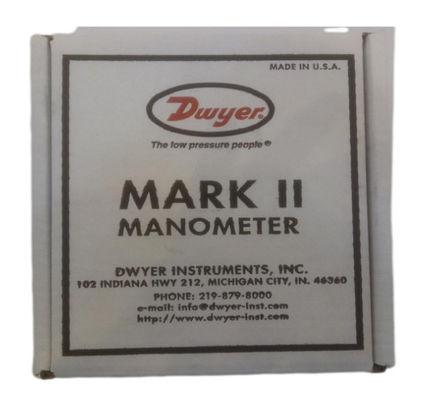 MADE IN U.S.A.
Dwyer®
The low pressure people®
MARK II
MANOMETER
DWYER INSTRUMENTS, INC.
102 INDIANA HWY 212, MICHIGAN CITY, IN. 46360
PHONE: 219-879-8000
e-mail: info@dwyer-inst.com
http://www.dwyer-inst.com